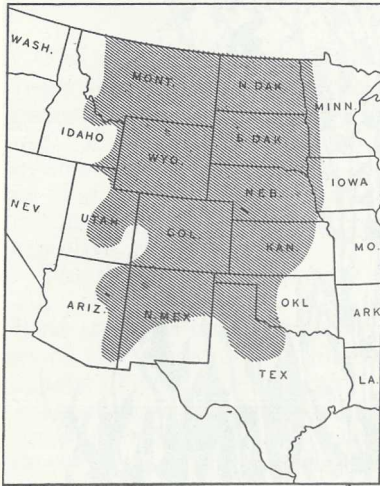 WASH.
MONT.
N. DAK
MINN.
IDAHO
S. DAK
WYO.
NEB.
IOWA
NEV
UTAH
COL.
KAN.
MO.
ARIZ.
N. MEX
OKL
ARK
TEX
LA.